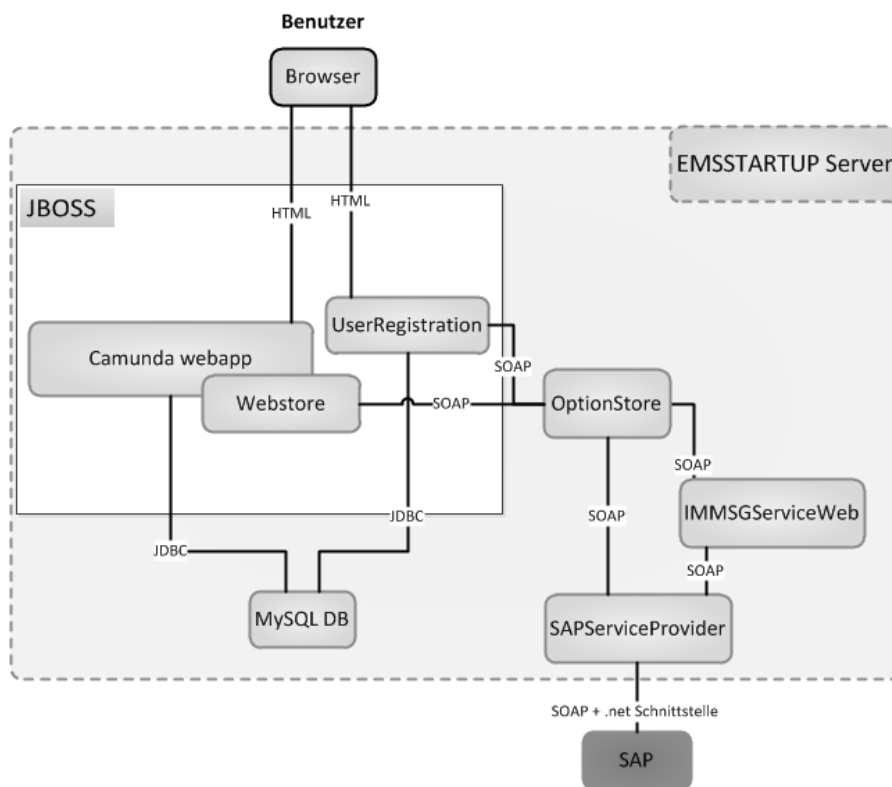 Benutzer
Browser
EMSSTARTUP Server
JBOSS
HTML
HTML
UserRegistration
Camunda webapp
SOAP
Webstore
SOAP
OptionStore
SOAP
IMMSGServiceWeb
JDBC
SOAP
JDBC
SOAP
MySQL DB
SAPServiceProvider
SOAP + .net Schnittstelle
SAP